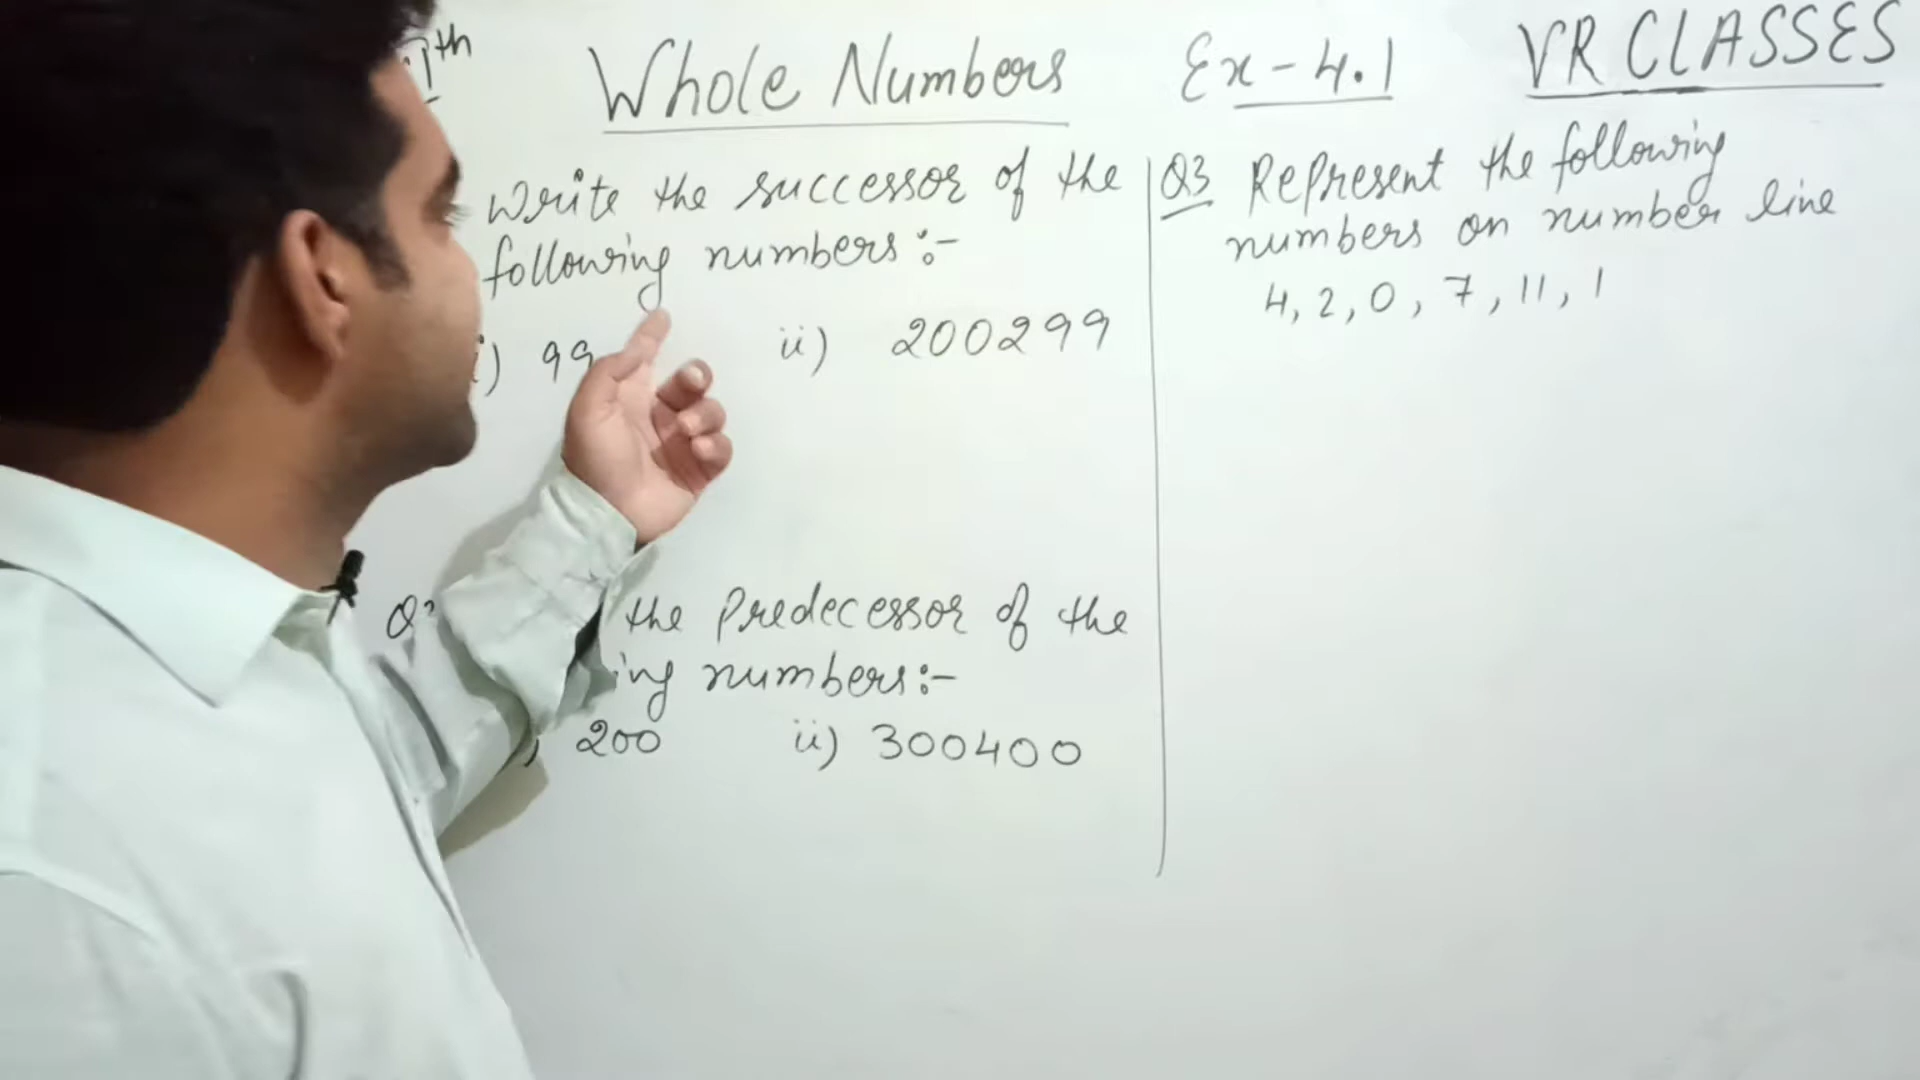 Whole Numbers Ex-4.1 VR CLASSES
Write the successor of the
following numbers:-
i) 99 ii) 200299
the Predecessor of the
numbers:-
200 ii) 300400
Q3 Represent the following
numbers on number line
4, 2, 0, 7, 11, 1